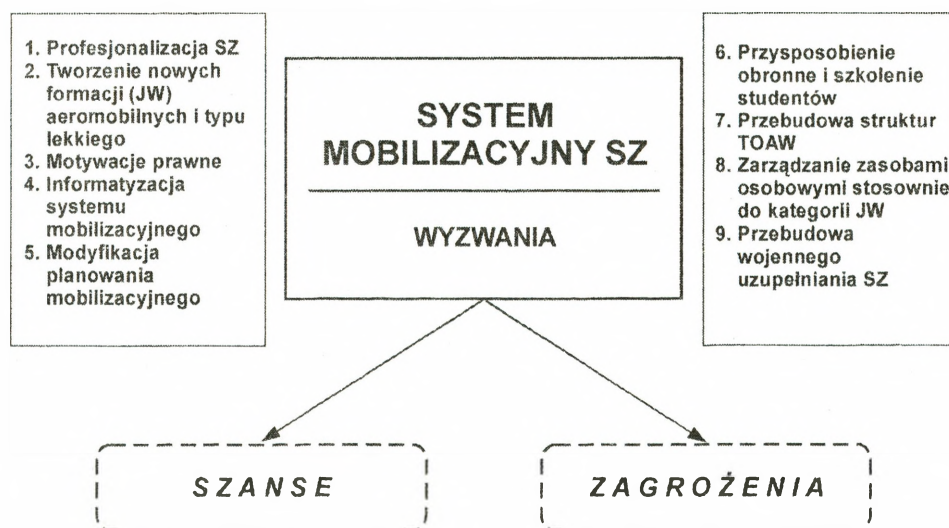 1. Profesjonalizacja SZ
2. Tworzenie nowych
formacji (JW)
aeromobilnych i typu
lekkiego
3. Motywacje prawne
4. Informatyzacja
systemu
mobilizacyjnego
5. Modyfikacja
planowania
mobilizacyjnego
SYSTEM
MOBILIZACYJNY SZ
WYZWANIA
6. Przysposobienie
obronne i szkolenie
studentów
7. Przebudowa struktur
TOAW
8. Zarządzanie zasobami
osobowymi stosownie
do kategorii JW
9. Przebudowa
wojennego
uzupełniania SZ
SZANSE
ZAGROŻENIA